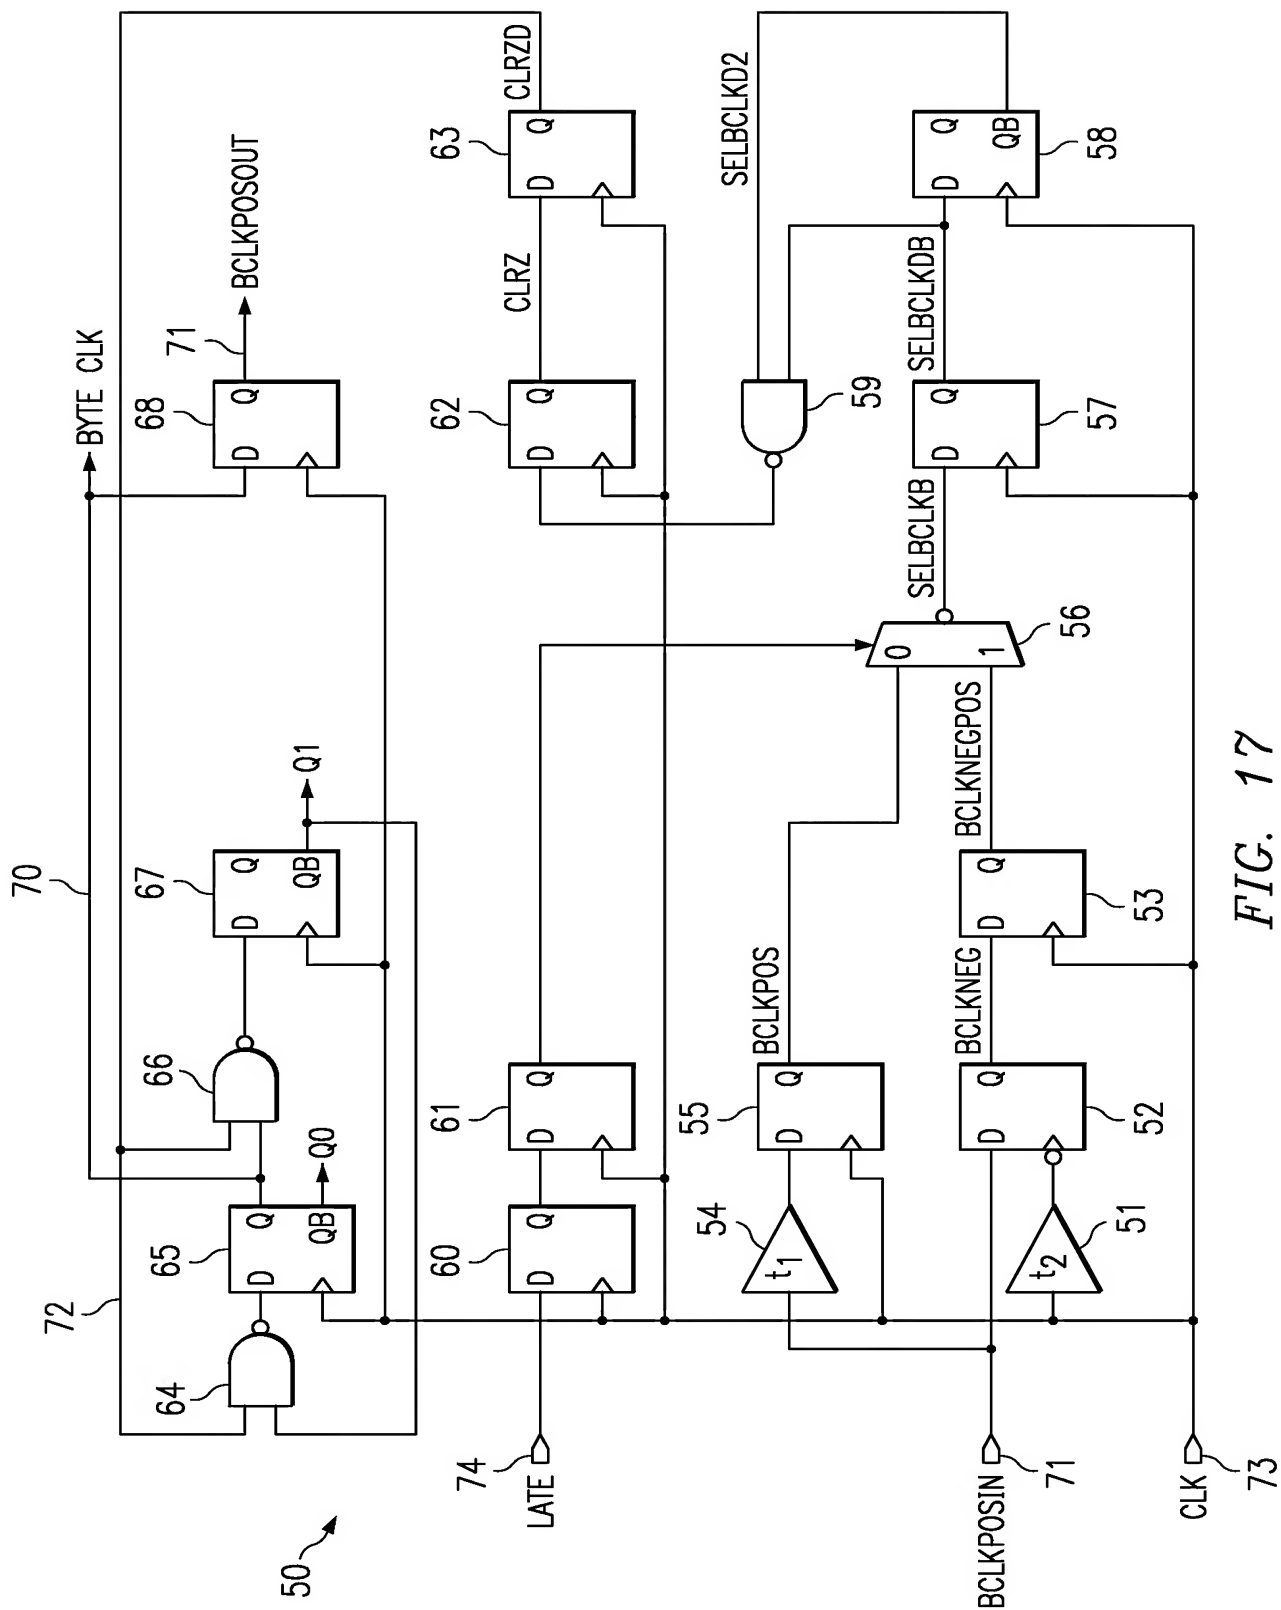 50
72
70
BYTE CLK
64
65
D
Q
QB
Q0
66
67
D
Q
QB
Q1
68
D
Q
71
BCLKPOSOUT
74
LATE
60
D
Q
61
D
Q
62
D
Q
CLRZ
63
D
Q
CLRZD
54
t1
55
D
Q
BCLKPOS
59
SELBCLKD2
BCLKPOSIN
71
51
t2
52
D
Q
BCLKNEG
53
D
Q
BCLKNEGPOS
0
1
56
SELBCLKB
57
D
Q
SELBCLKDB
58
D
Q
QB
CLK
73
FIG. 17